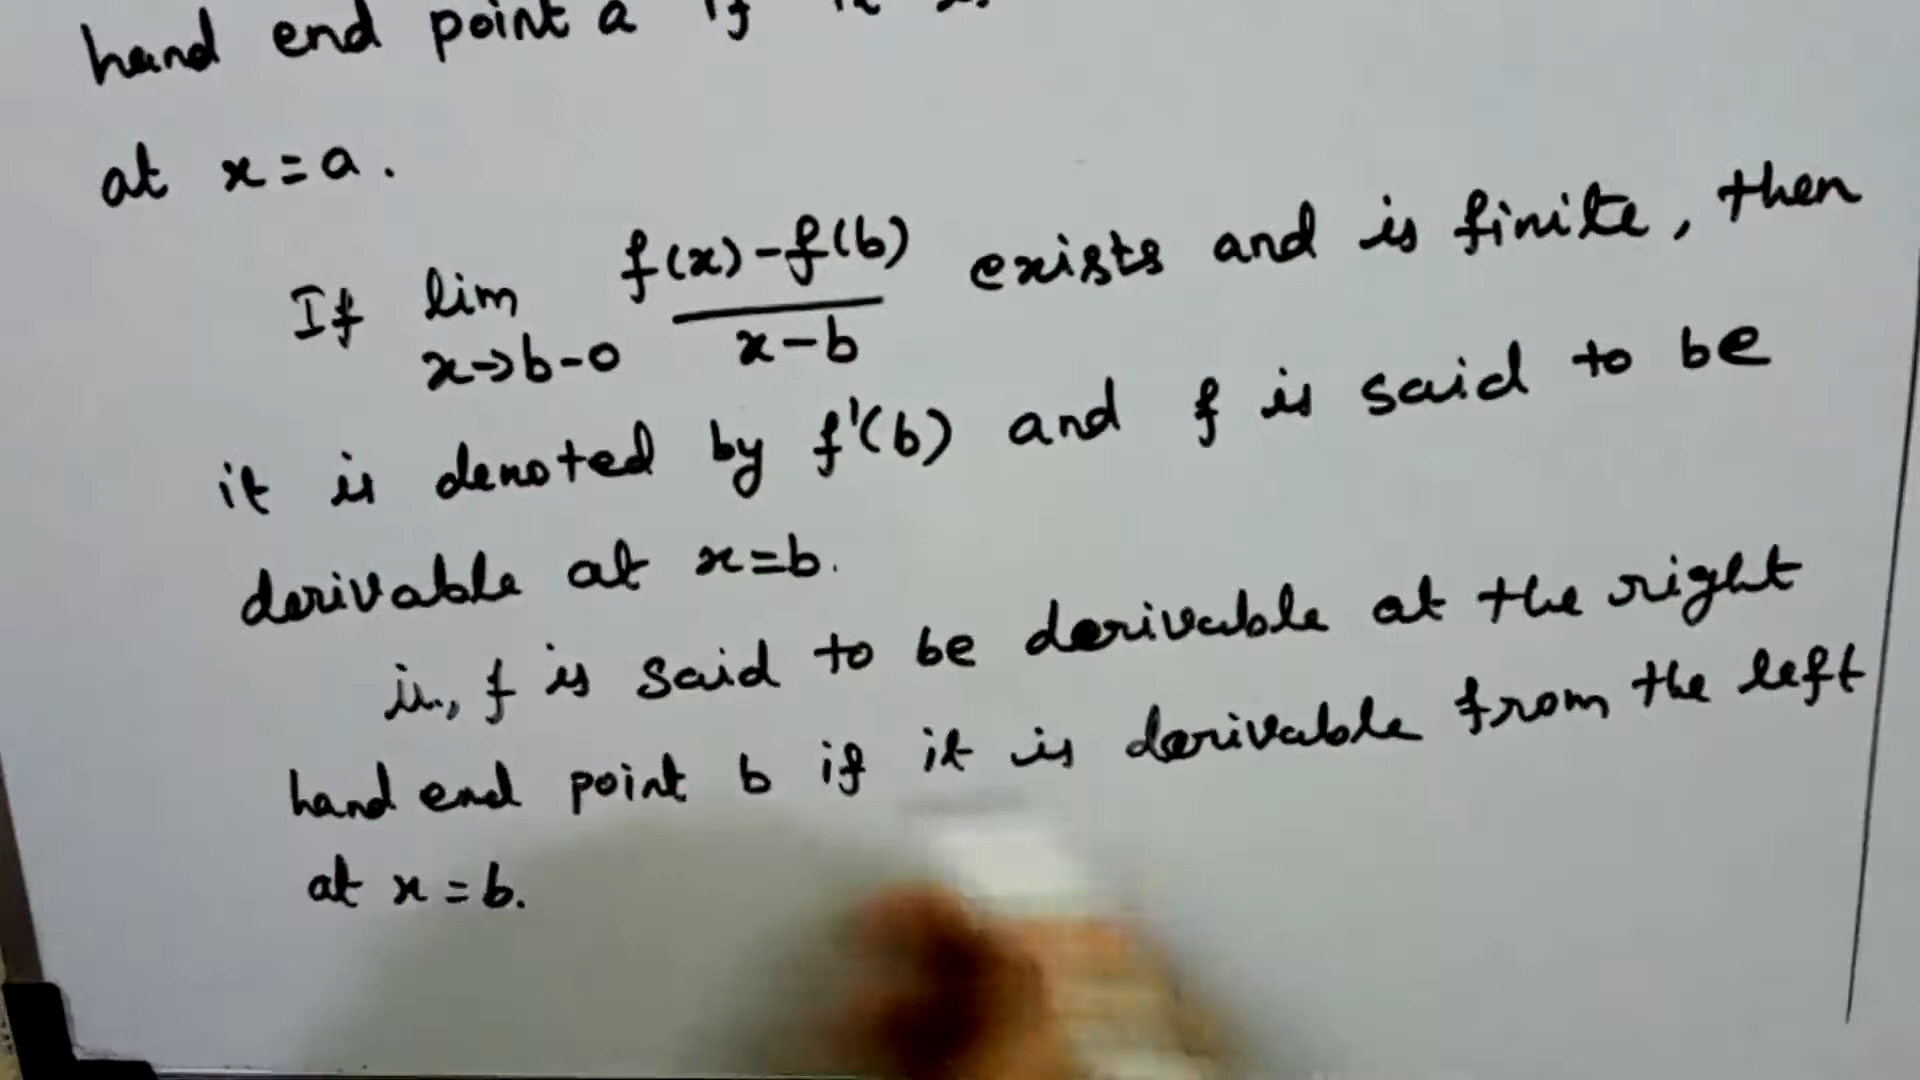 hand end point a if it
at x=a.
If lim x→b-0 f(x)-f(b) / x-b exists and is finite, then
it is denoted by f'(b) and f is said to be
derivable at x=b.
ie., f is said to be derivable at the right
hand end point b if it is derivable from the left
at x=b.